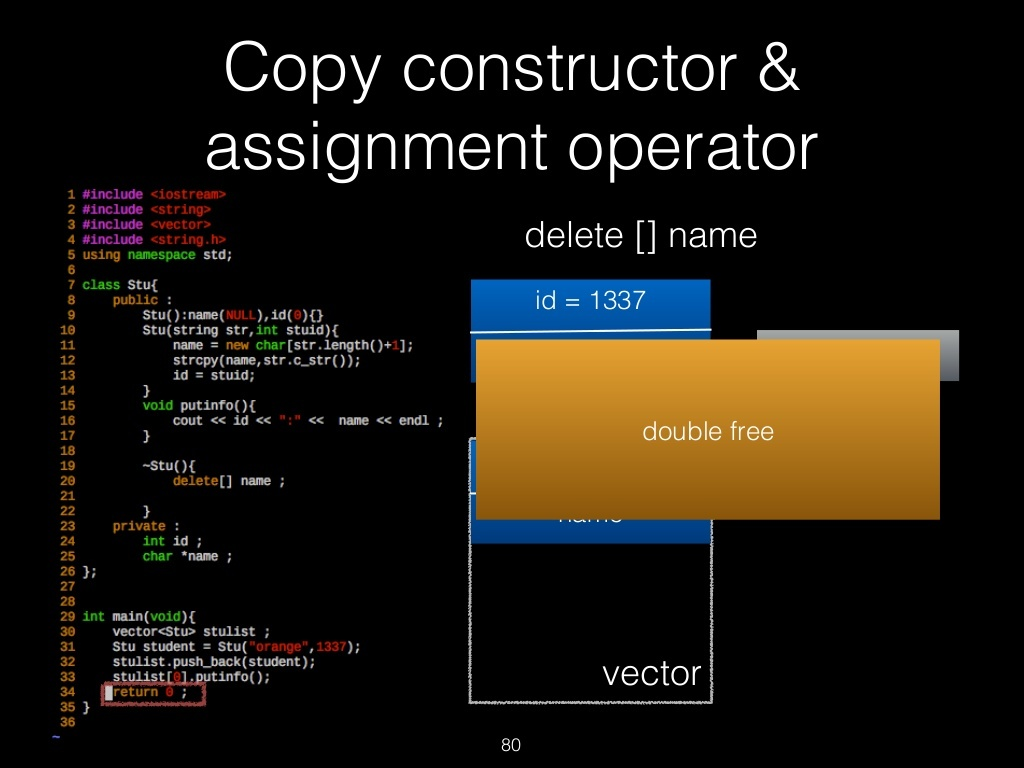 Copy constructor &
assignment operator
1 #include <iostream>
2 #include <string>
3 #include <vector>
4 #include <string.h>
5 using namespace std;
6
7 class Stu{
8     public :
9         Stu():name(NULL),id(0){}
10         Stu(string str,int stuid){
11             name = new char[str.length()+1];
12             strcpy(name,str.c_str());
13             id = stuid;
14         }
15         void putinfo(){
16             cout << id << ":" <<  name << endl ;
17         }
18
19         ~Stu(){
20             delete[] name ;
21
22         }
23     private :
24         int id ;
25         char *name ;
26 };
27
28
29 int main(void){
30     vector<Stu> stulist ;
31     Stu student = Stu("orange",1337);
32     stulist.push_back(student);
33     stulist[0].putinfo();
34     return 0 ;
35 }
36
~
delete [] name
id = 1337
double free
name
vector
80